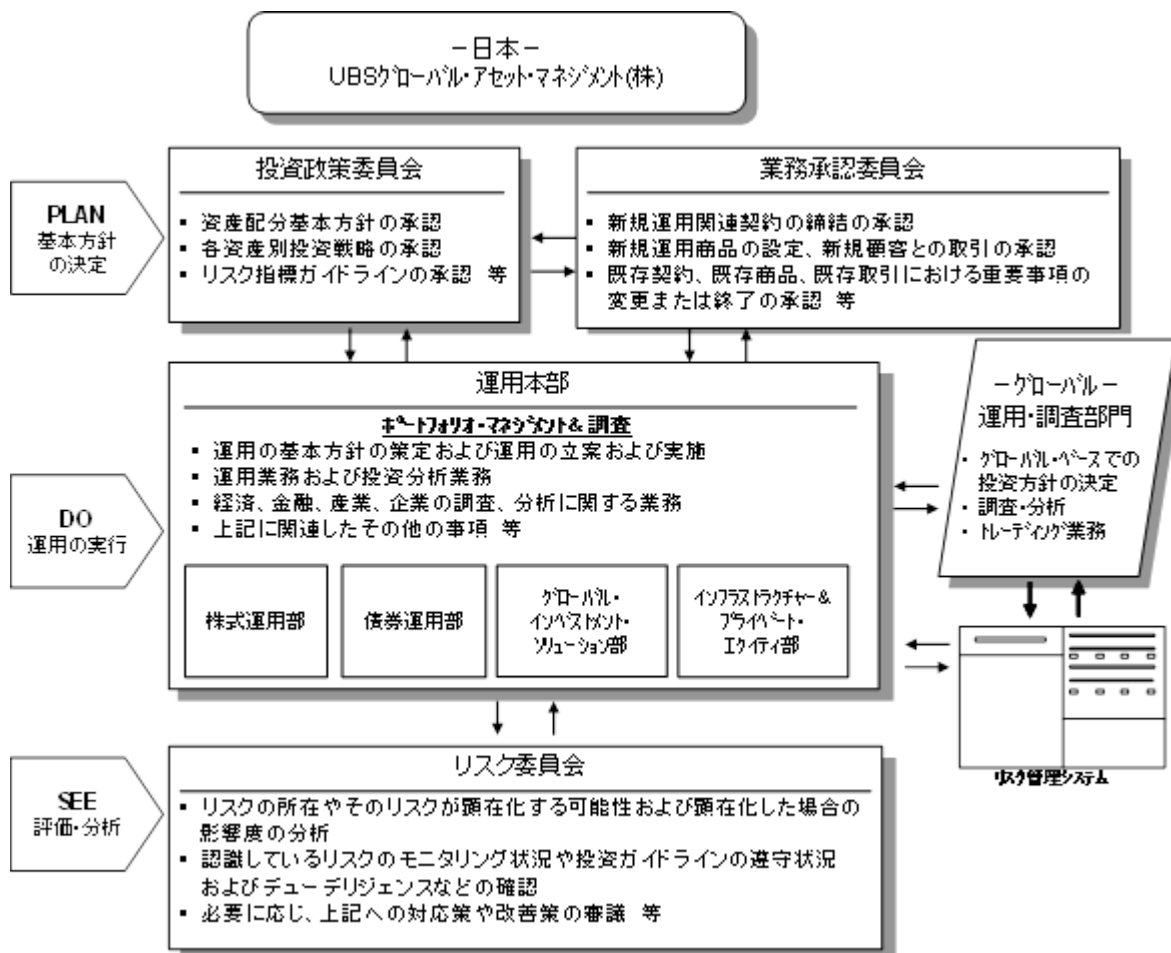 －日本－
UBSｸﾞﾛｰﾊﾞﾙ･ｱｾｯﾄ･ﾏﾈｼﾞﾒﾝﾄ(株)
PLAN
基本方針
の決定
投資政策委員会
▪ 資産配分基本方針の承認
▪ 各資産別投資戦略の承認
▪ リスク指標ガイドラインの承認 等
業務承認委員会
▪ 新規運用関連契約の締結の承認
▪ 新規運用商品の設定、新規顧客との取引の承認
▪ 既存契約、既存商品、既存取引における重要事項の
変更または終了の承認 等
DO
運用の実行
運用本部
ﾎﾟｰﾄﾌｫﾘｵ･ﾏﾈｼﾞﾒﾝﾄ& 調査
▪ 運用の基本方針の策定および運用の立案および実施
▪ 運用業務および投資分析業務
▪ 経済、金融、産業、企業の調査、分析に関する業務
▪ 上記に関連したその他の事項 等
株式運用部
債券運用部
ｸﾞﾛｰﾊﾞﾙ･
ｲﾝﾍﾞｽﾄﾒﾝﾄ･
ｿﾘｭｰｼｮﾝ部
ｲﾝﾌﾗｽﾄﾗｸﾁｬｰ&
ﾌﾟﾗｲﾍﾞｰﾄ･
ｴｸｲﾃｨ部
－ｸﾞﾛｰﾊﾞﾙ－
運用･調査部門
・ ｸﾞﾛｰﾊﾞﾙ･ﾍﾞｰｽでの
投資方針の決定
・ 調査･分析
・ ﾄﾚｰﾃﾞｨﾝｸﾞ業務
ﾘｽｸ管理ｼｽﾃﾑ
SEE
評価･分析
リスク委員会
▪ リスクの所在やそのリスクが顕在化する可能性および顕在化した場合の
影響度の分析
▪ 認識しているリスクのモニタリング状況や投資ガイドラインの遵守状況
およびデューデリジェンスなどの確認
▪ 必要に応じ、上記への対応策や改善策の審議 等